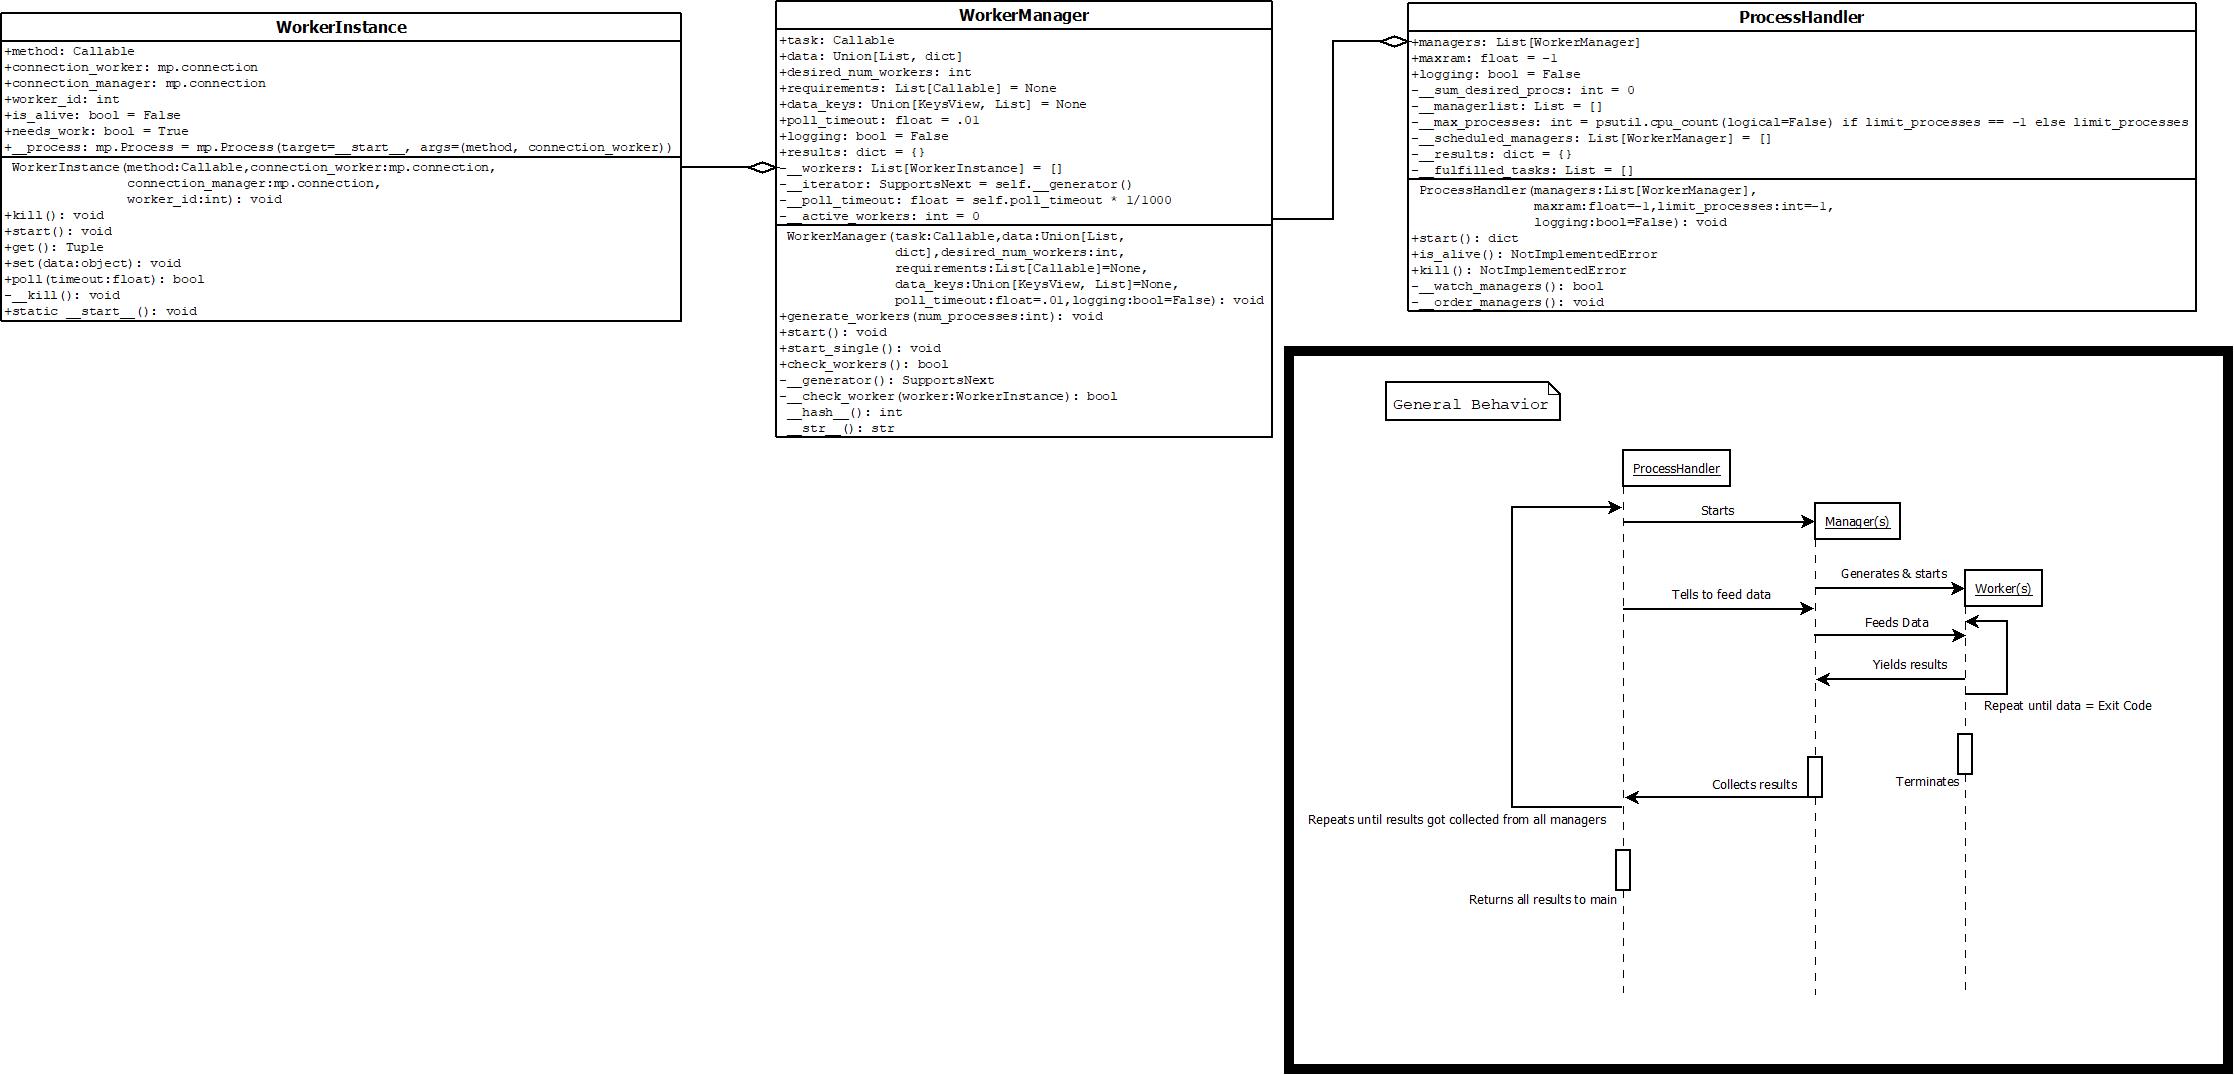 WorkerInstance
+method: Callable
+connection_worker: mp.connection
+connection_manager: mp.connection
+worker_id: int
+is_alive: bool = False
+needs_work: bool = True
+__process: mp.Process = mp.Process(target=__start__, args=(method, connection_worker))
WorkerInstance(method:Callable,connection_worker:mp.connection,
connection_manager:mp.connection,
worker_id:int): void
+kill(): void
+start(): void
+get(): Tuple
+set(data:object): void
+poll(timeout:float): bool
-__kill(): void
+static __start__(): void
WorkerManager
+task: Callable
+data: Union[List, dict]
+desired_num_workers: int
+requirements: List[Callable] = None
+data_keys: Union[KeysView, List] = None
+poll_timeout: float = .01
+logging: bool = False
+results: dict = {}
-__workers: List[WorkerInstance] = []
-__iterator: SupportsNext = self.__generator()
-__poll_timeout: float = self.poll_timeout * 1/1000
-__active_workers: int = 0
WorkerManager(task:Callable,data:Union[List,
dict],desired_num_workers:int,
requirements:List[Callable]=None,
data_keys:Union[KeysView, List]=None,
poll_timeout:float=.01,logging:bool=False): void
+generate_workers(num_processes:int): void
+start(): void
+start_single(): void
+check_workers(): bool
-__generator(): SupportsNext
-__check_worker(worker:WorkerInstance): bool
__hash__(): int
__str__(): str
ProcessHandler
+managers: List[WorkerManager]
+maxram: float = -1
+logging: bool = False
-__sum_desired_procs: int = 0
-__managerlist: List = []
-__max_processes: int = psutil.cpu_count(logical=False) if limit_processes == -1 else limit_processes
-__scheduled_managers: List[WorkerManager] = []
-__results: dict = {}
-__fulfilled_tasks: List = []
ProcessHandler(managers:List[WorkerManager],
maxram:float=-1,limit_processes:int=-1,
logging:bool=False): void
+start(): dict
+is_alive(): NotImplementedError
+kill(): NotImplementedError
-__watch_managers(): bool
-__order_managers(): void
General Behavior
ProcessHandler
Starts
Manager(s)
Generates & starts
Worker(s)
Tells to feed data
Feeds Data
Yields results
Repeat until data = Exit Code
Terminates
Collects results
Repeats until results got collected from all managers
Returns all results to main